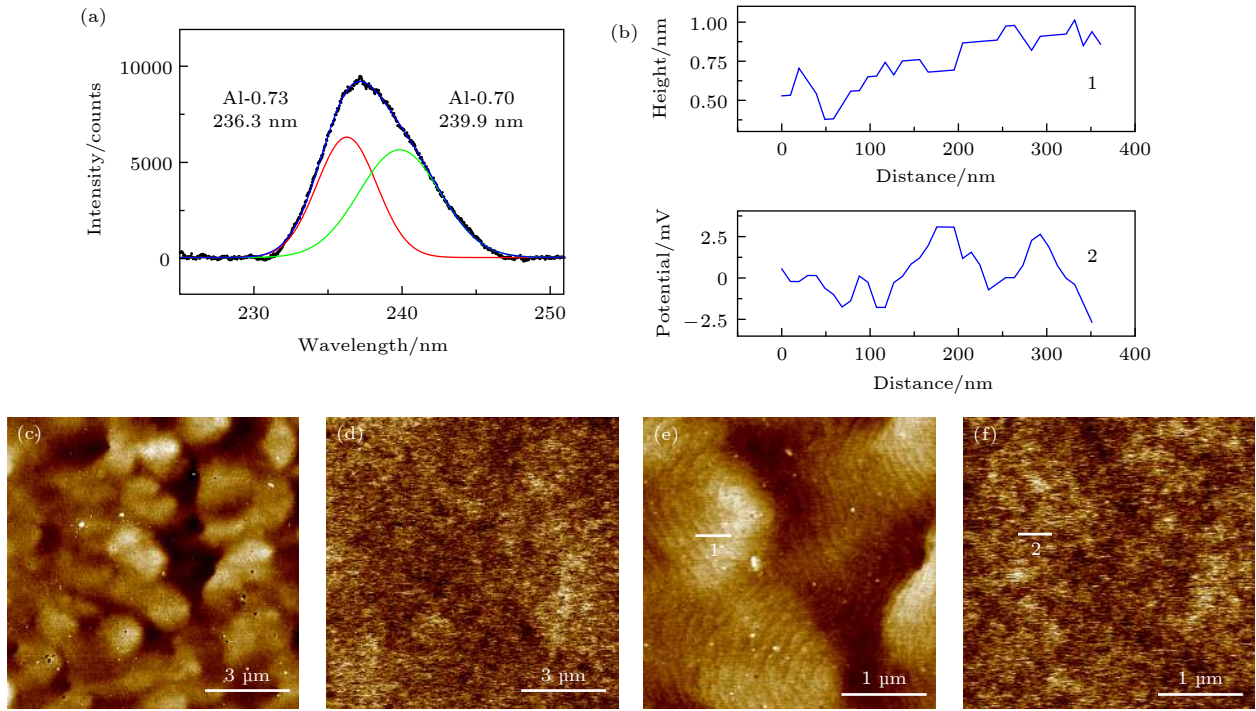 (a)
Al-0.73
236.3 nm
Al-0.70
239.9 nm
10000
5000
0
Intensity/counts
230
240
250
Wavelength/nm
(b)
1.00
0.75
0.50
Height/nm
1
0
100
200
300
400
Distance/nm
2.5
0
−2.5
Potential/mV
2
0
100
200
300
400
Distance/nm
(c)
3 µm
(d)
3 µm
(e)
1
1 µm
(f)
2
1 µm